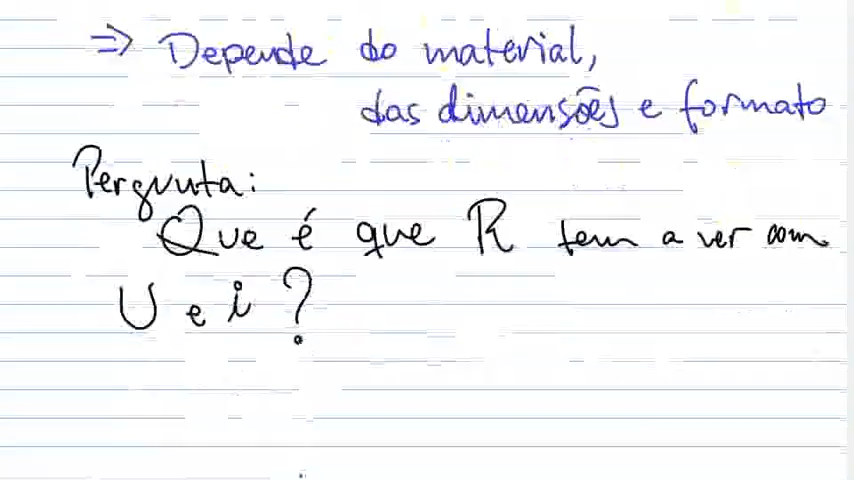 ⇒ Depende do material,
das dimensões e formato
Pergunta:
Que é que R tem a ver com
U e i?